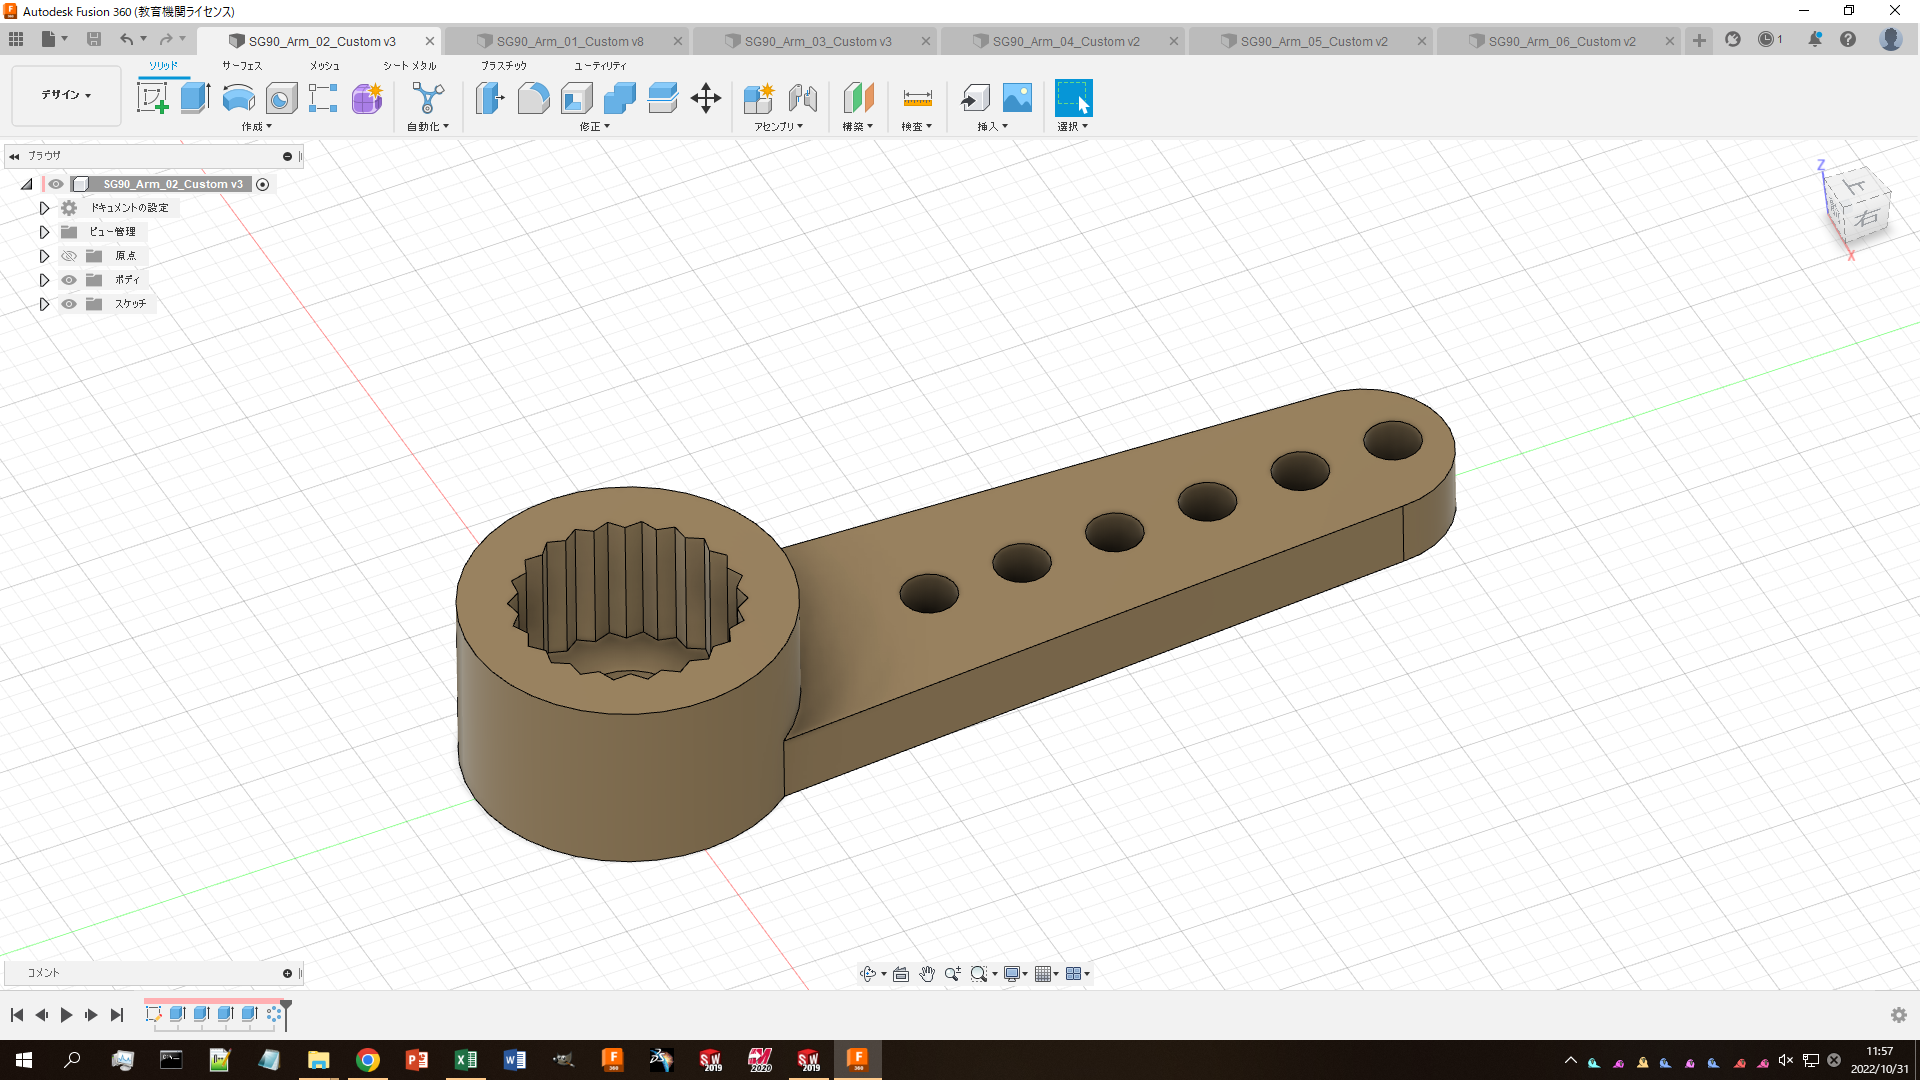 Autodesk Fusion 360 (教育機関ライセンス)
SG90_Arm_02_Custom v3
SG90_Arm_01_Custom v8
SG90_Arm_03_Custom v3
SG90_Arm_04_Custom v2
SG90_Arm_05_Custom v2
SG90_Arm_06_Custom v2
1
ソリッド
サーフェス
メッシュ
シート メタル
プラスチック
ユーティリティ
デザイン
作成
自動化
修正
アセンブリ
構築
検査
挿入
選択
ブラウザ
SG90_Arm_02_Custom v3
ドキュメントの設定
ビュー管理
原点
ボディ
スケッチ
Z
上
右
X
コメント
11:57
2022/10/31